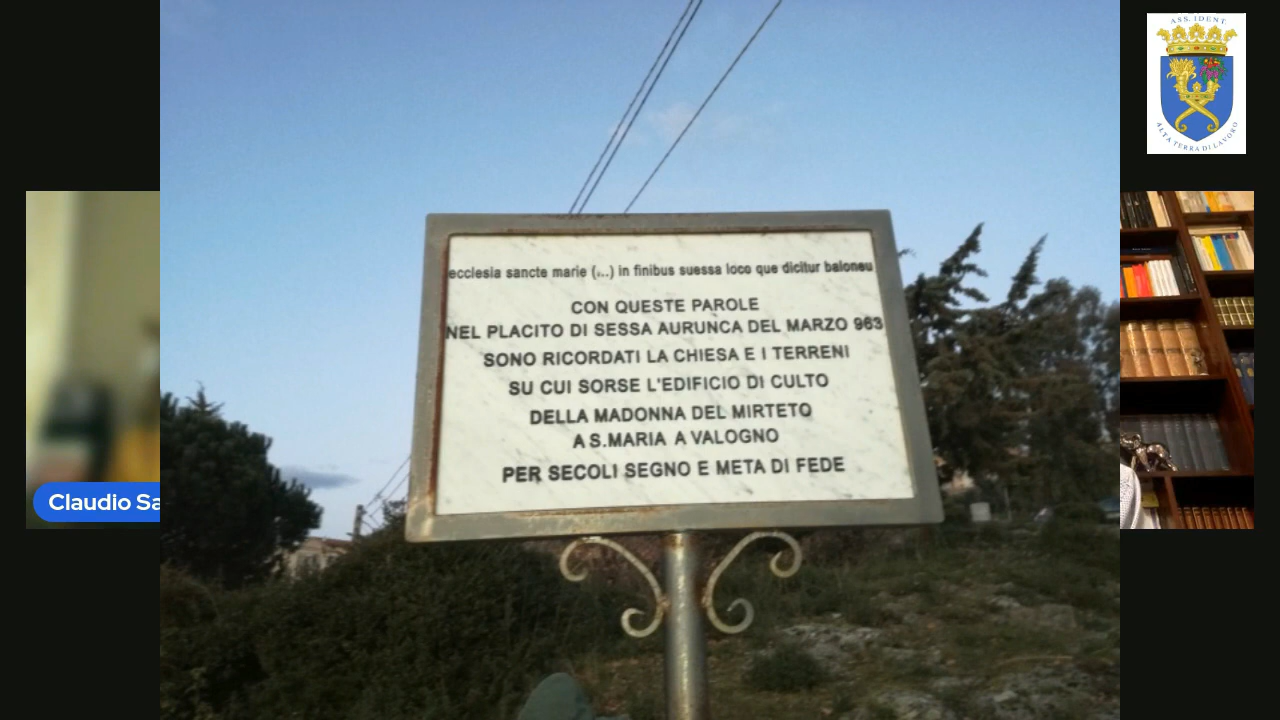 ASS. IDENT.
ALTA TERRA DI LAVORO
ecclesia sancte marie (...) in finibus suessa loco que dicitur baloneu
CON QUESTE PAROLE
NEL PLACITO DI SESSA AURUNCA DEL MARZO 963
SONO RICORDATI LA CHIESA E I TERRENI
SU CUI SORSE L'EDIFICIO DI CULTO
DELLA MADONNA DEL MIRTETO
A S.MARIA A VALOGNO
PER SECOLI SEGNO E META DI FEDE
Claudio Sa